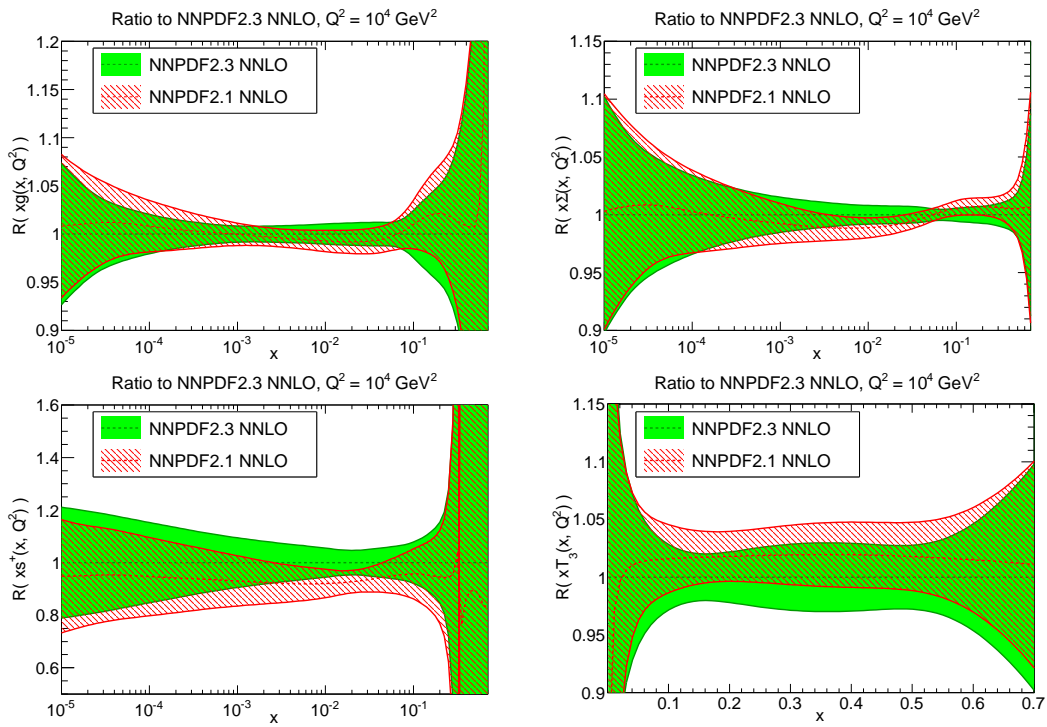 Ratio to NNPDF2.3 NNLO, Q² = 10⁴ GeV²
R( xg(x, Q²) )
1.2
1.15
1.1
1.05
1
0.95
0.9
NNPDF2.3 NNLO
NNPDF2.1 NNLO
10⁻⁵ 10⁻⁴ 10⁻³ 10⁻² 10⁻¹
x
Ratio to NNPDF2.3 NNLO, Q² = 10⁴ GeV²
R( xΣ(x, Q²) )
1.15
1.1
1.05
1
0.95
0.9
NNPDF2.3 NNLO
NNPDF2.1 NNLO
10⁻⁵ 10⁻⁴ 10⁻³ 10⁻² 10⁻¹
x
Ratio to NNPDF2.3 NNLO, Q² = 10⁴ GeV²
R( xs⁺(x, Q²) )
1.6
1.4
1.2
1
0.8
0.6
NNPDF2.3 NNLO
NNPDF2.1 NNLO
10⁻⁵ 10⁻⁴ 10⁻³ 10⁻² 10⁻¹
x
Ratio to NNPDF2.3 NNLO, Q² = 10⁴ GeV²
R( xT₃(x, Q²) )
1.15
1.1
1.05
1
0.95
0.9
NNPDF2.3 NNLO
NNPDF2.1 NNLO
0.1 0.2 0.3 0.4 0.5 0.6 0.7
x